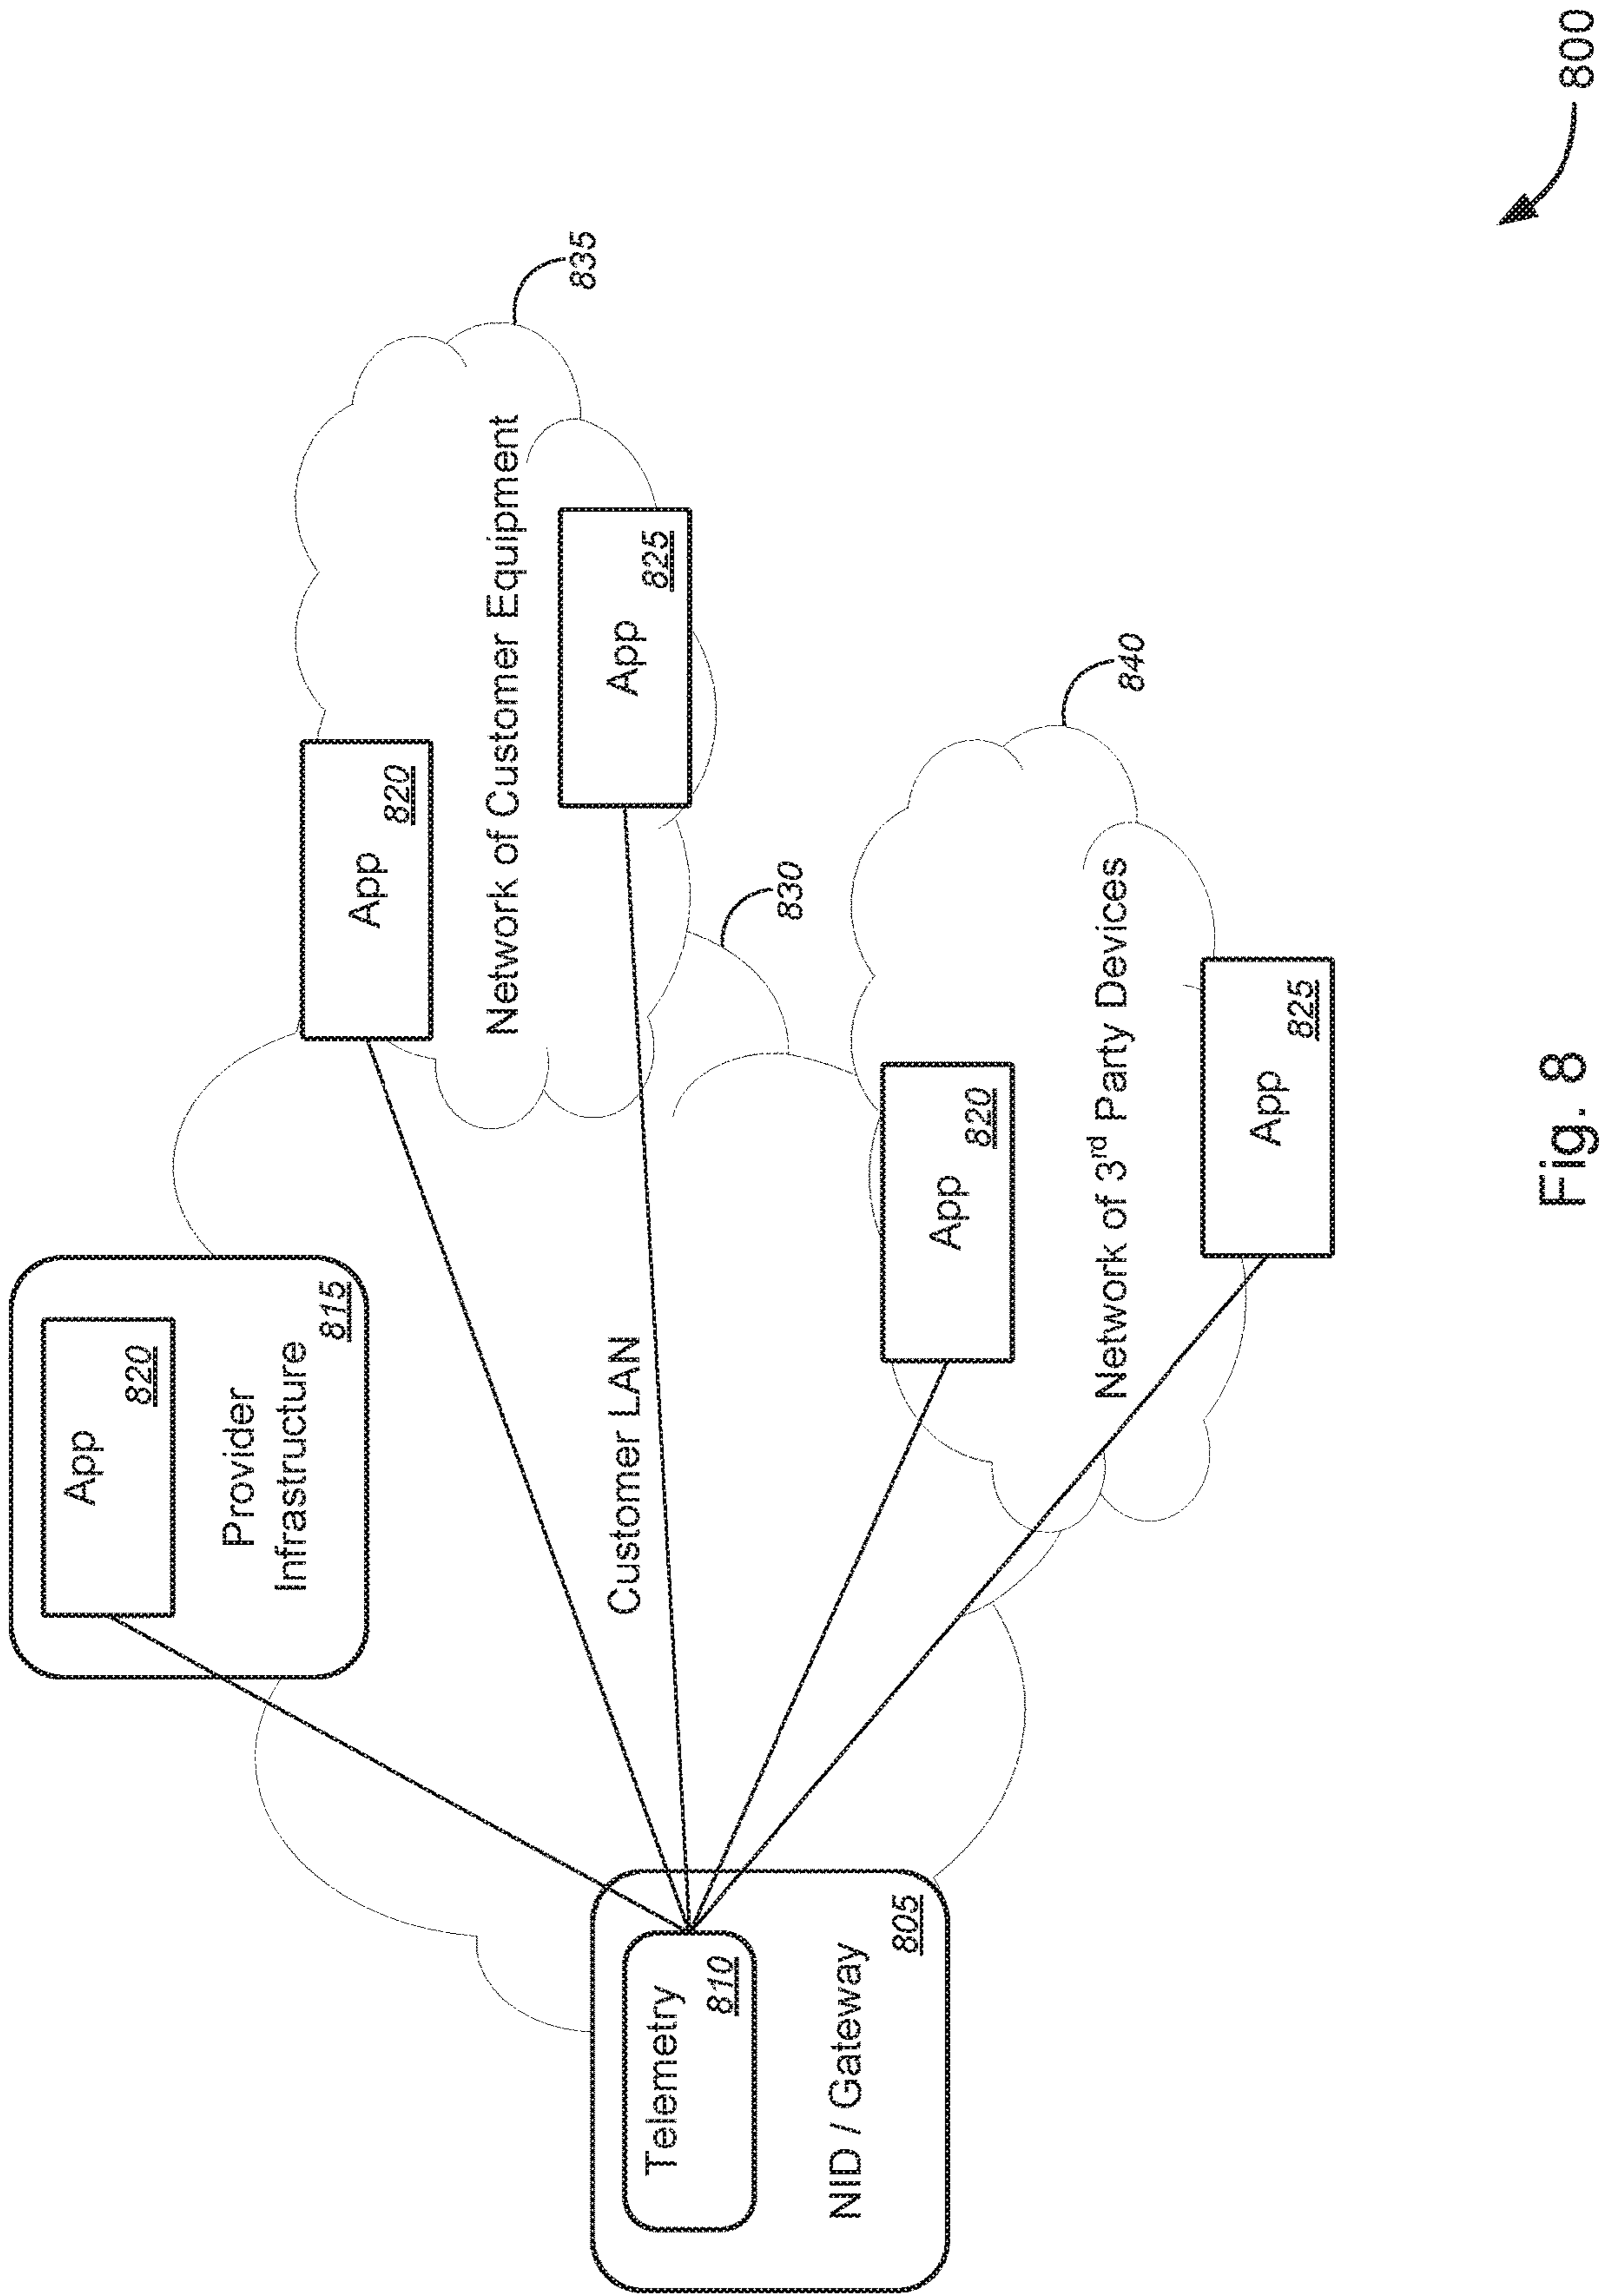 800
App
820
Provider
Infrastructure
815
App
820
Network of Customer Equipment
835
App
825
Customer LAN
830
Telemetry
810
NID / Gateway
805
App
820
Network of 3rd Party Devices
840
App
825
Fig. 8